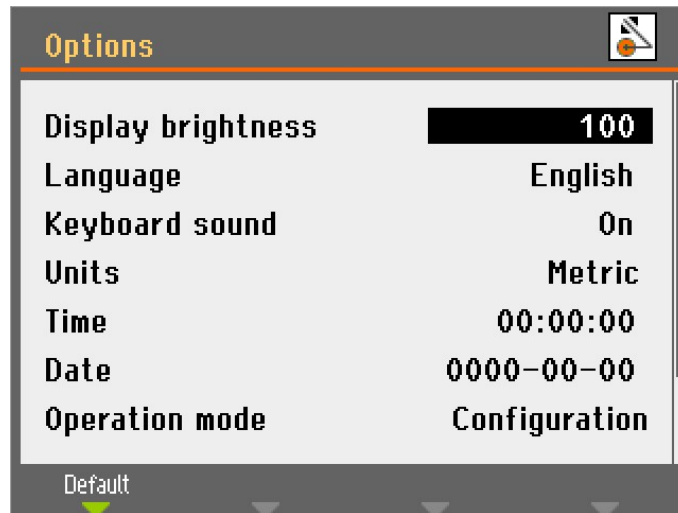 Options
Display brightness 100
Language English
Keyboard sound On
Units Metric
Time 00:00:00
Date 0000-00-00
Operation mode Configuration
Default